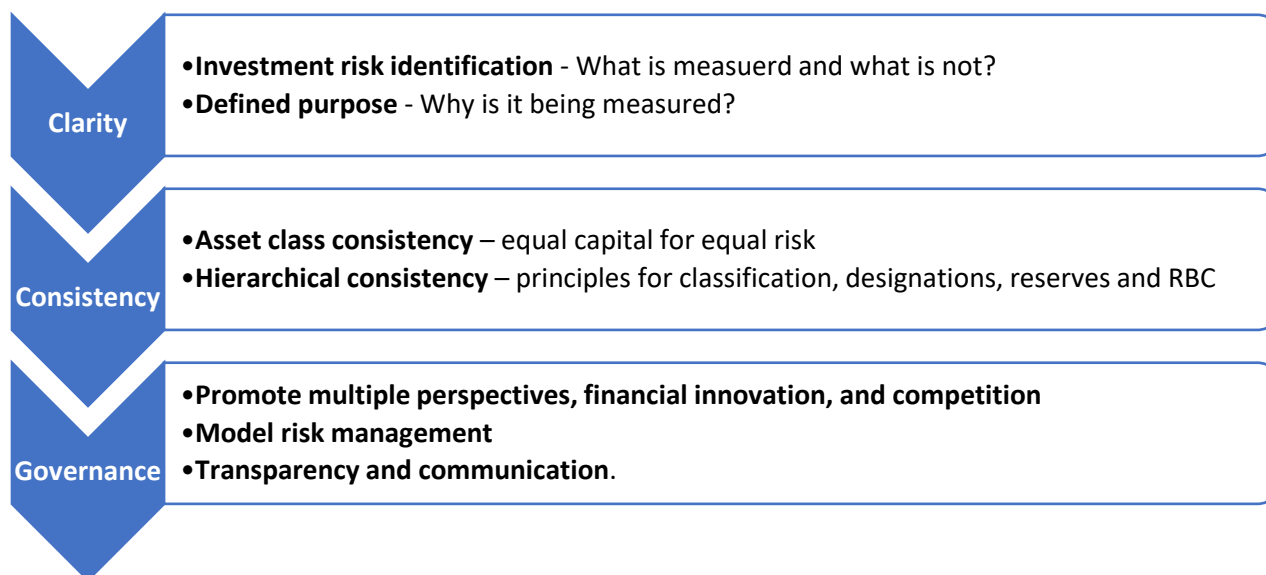 Clarity
•Investment risk identification - What is measuerd and what is not?
•Defined purpose - Why is it being measured?
Consistency
•Asset class consistency – equal capital for equal risk
•Hierarchical consistency – principles for classification, designations, reserves and RBC
Governance
•Promote multiple perspectives, financial innovation, and competition
•Model risk management
•Transparency and communication.